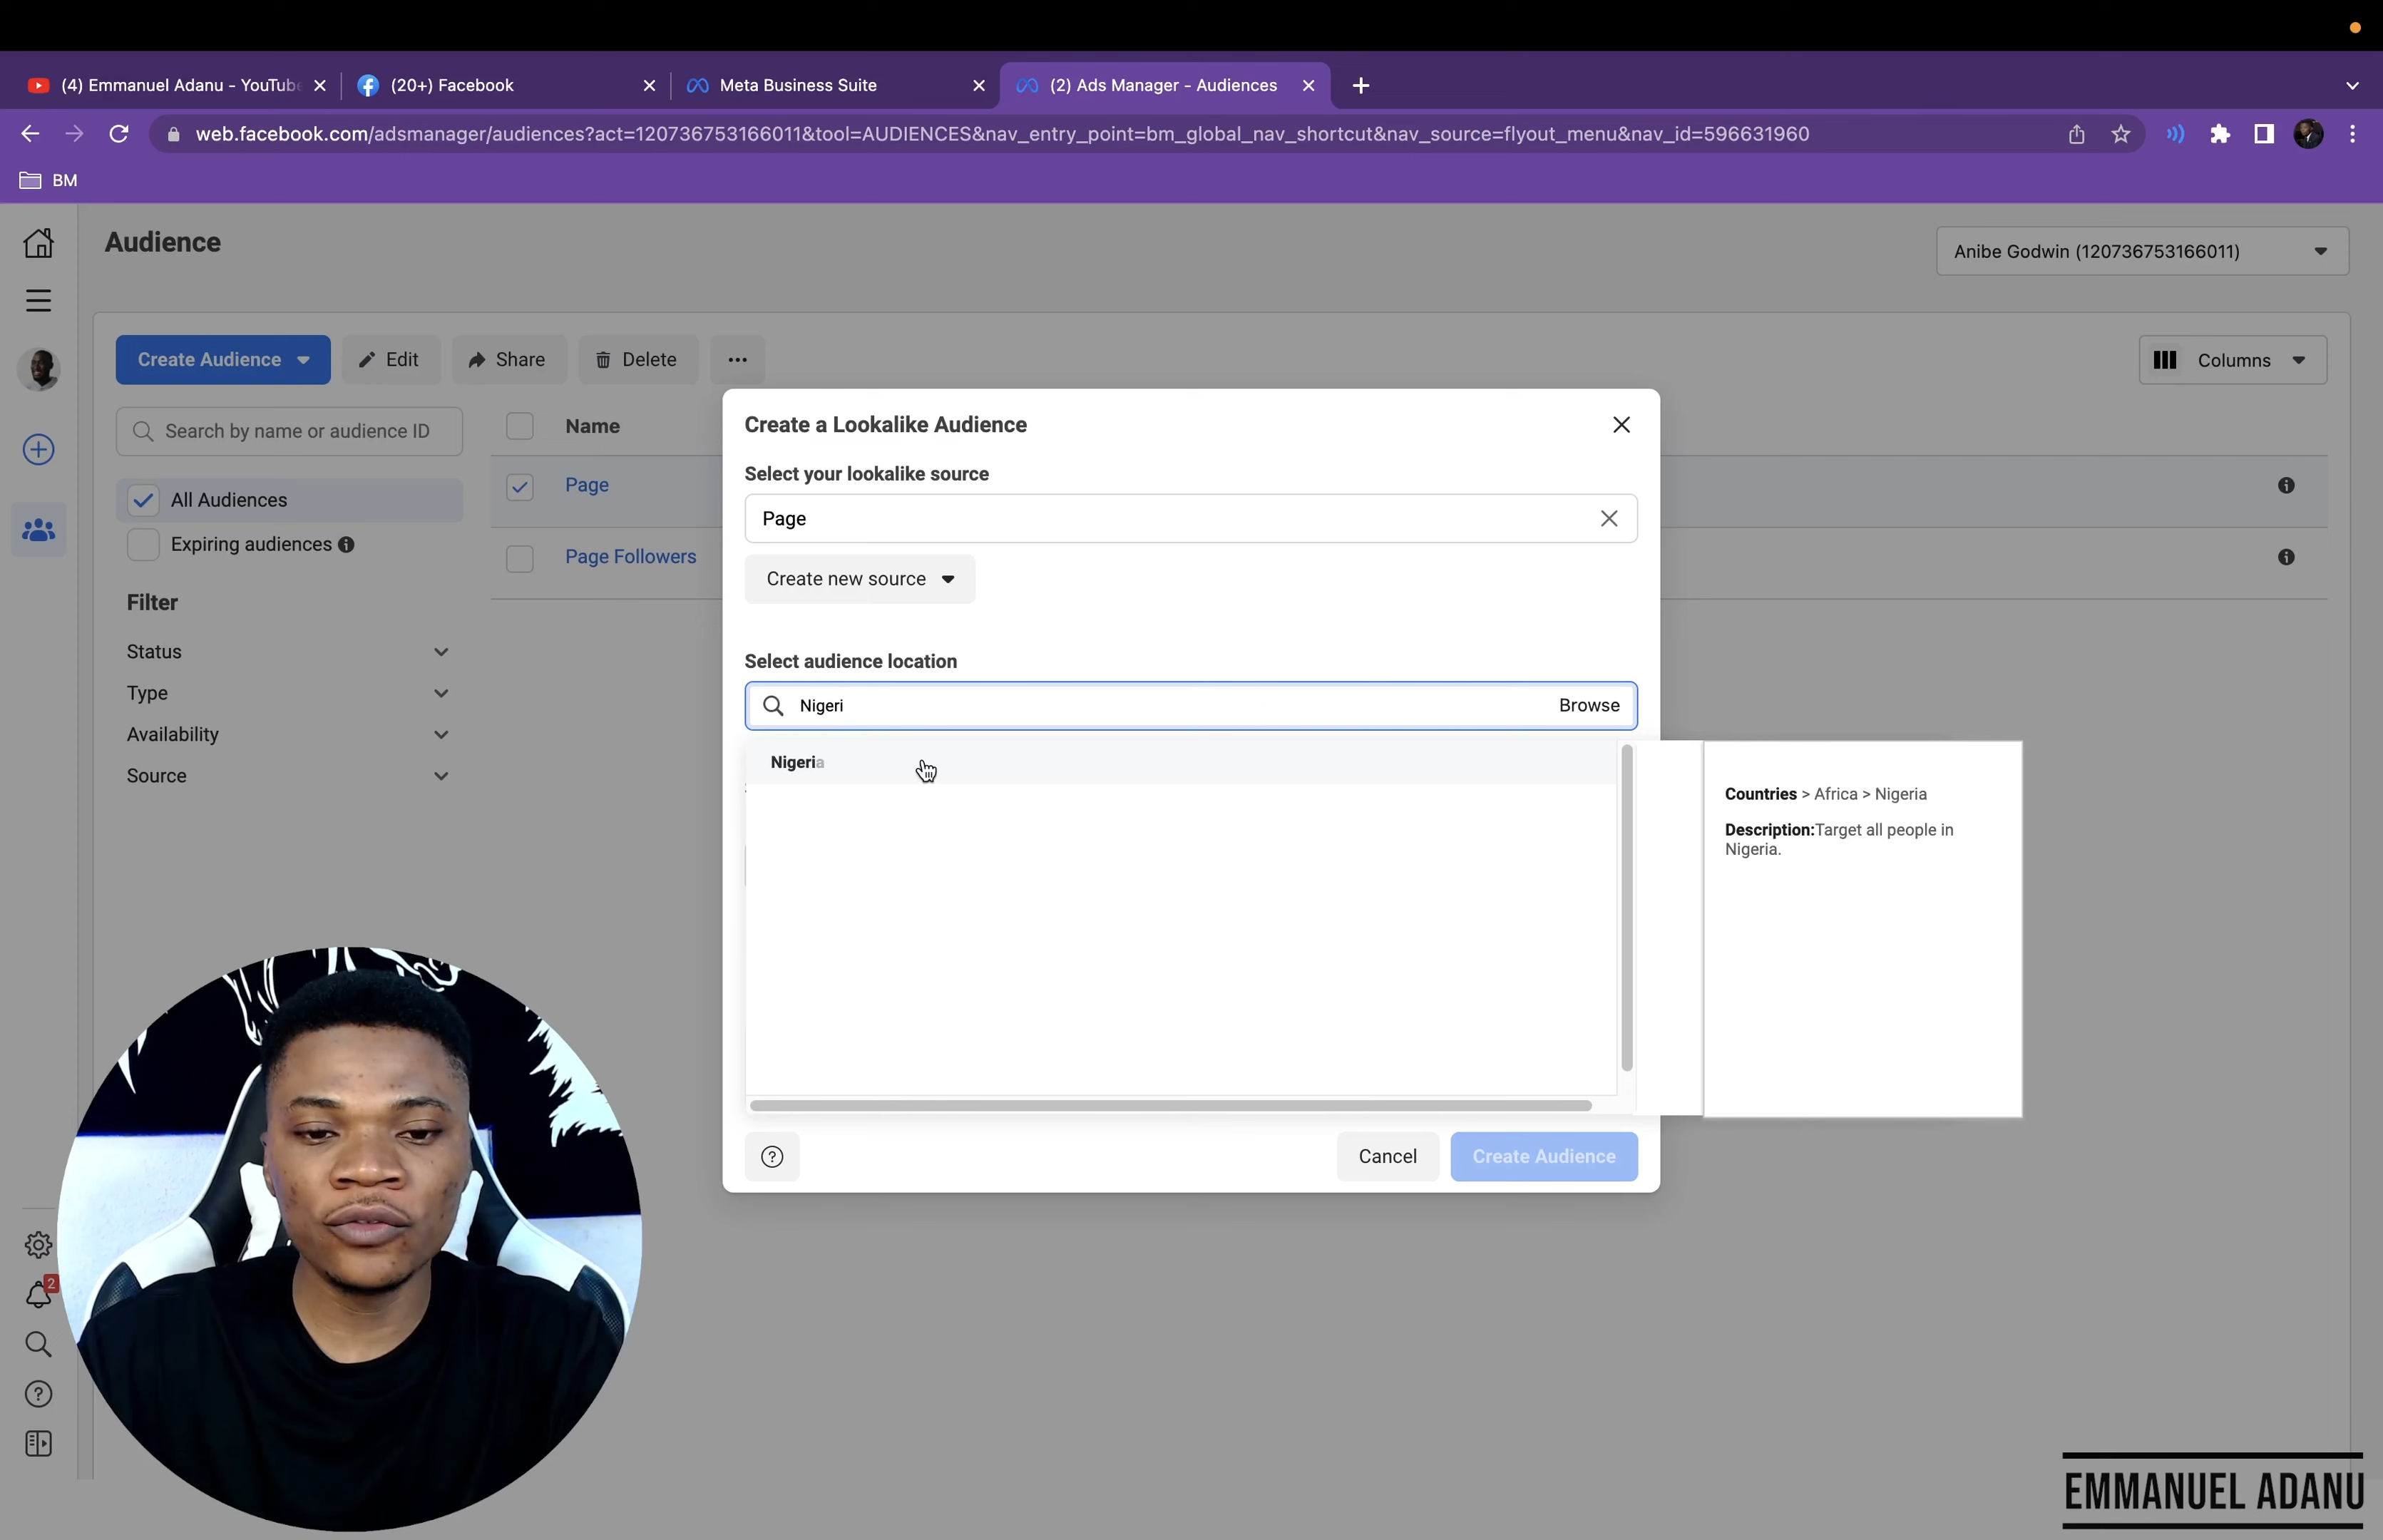 (4) Emmanuel Adanu - YouTub
(20+) Facebook
Meta Business Suite
(2) Ads Manager - Audiences
web.facebook.com/adsmanager/audiences?act=120736753166011&tool=AUDIENCES&nav_entry_point=bm_global_nav_shortcut&nav_source=flyout_menu&nav_id=596631960
BM
Audience
Anibe Godwin (120736753166011)
Create Audience
Edit
Share
Delete
Columns
Search by name or audience ID
Name
All Audiences
Expiring audiences
Page
Page Followers
Filter
Status
Type
Availability
Source
Create a Lookalike Audience
Select your lookalike source
Page
Create new source
Select audience location
Nigeri
Browse
Nigeria
Countries > Africa > Nigeria
Description:Target all people in
Nigeria.
Cancel
Create Audience
2
EMMANUEL ADANU